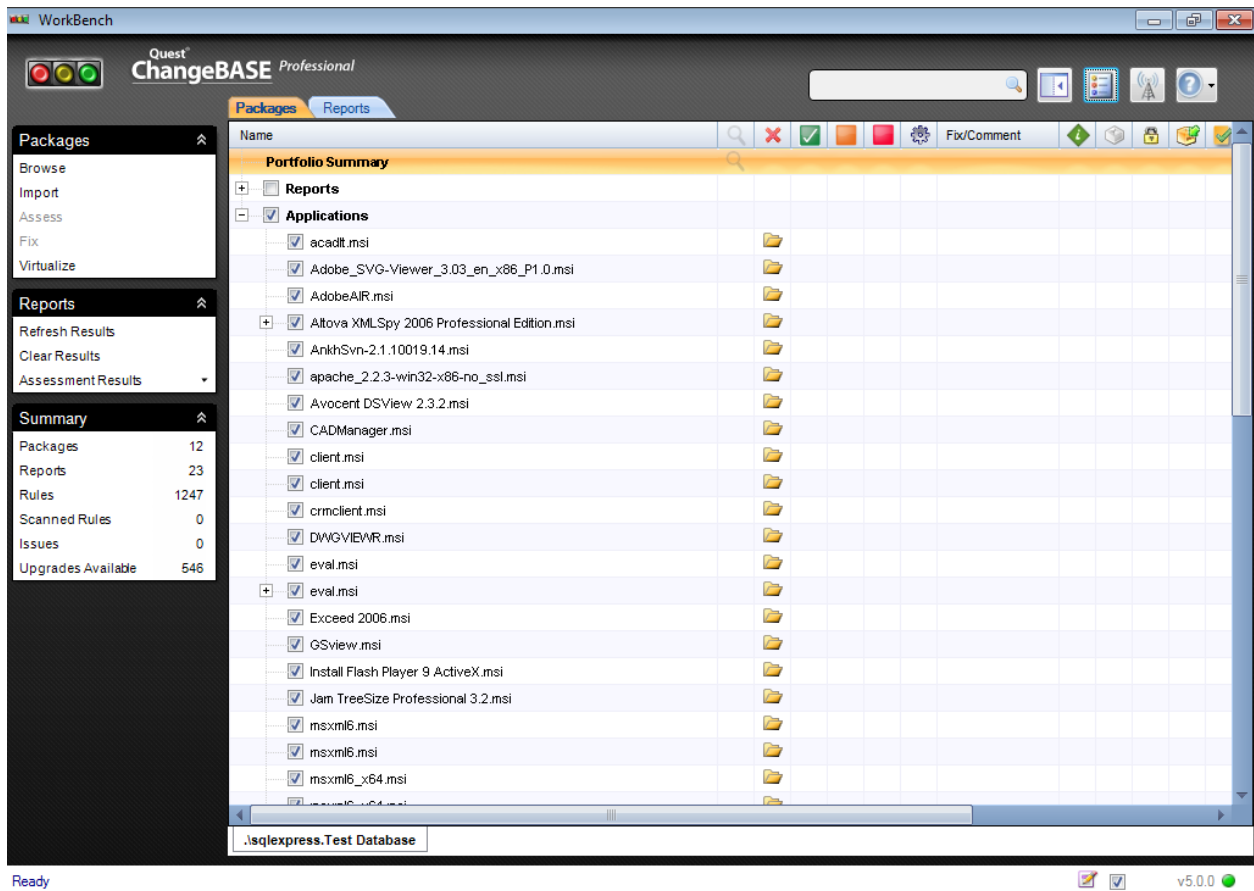 WorkBench
Quest®
ChangeBASE Professional
Packages Reports
Packages
Browse
Import
Assess
Fix
Virtualize
Reports
Refresh Results
Clear Results
Assessment Results
Summary
Packages 12
Reports 23
Rules 1247
Scanned Rules 0
Issues 0
Upgrades Available 546
Name Fix/Comment
Portfolio Summary
Reports
Applications
acadlt.msi
Adobe_SVG-Viewer_3.03_en_x86_P1.0.msi
AdobeAIR.msi
Altova XMLSpy 2006 Professional Edition.msi
AnkhSvn-2.1.10019.14.msi
apache_2.2.3-win32-x86-no_ssl.msi
Avocent DSView 2.3.2.msi
CADManager.msi
client.msi
client.msi
crmclient.msi
DWGVIEWR.msi
eval.msi
eval.msi
Exceed 2006.msi
GSview.msi
Install Flash Player 9 ActiveX.msi
Jam TreeSize Professional 3.2.msi
msxml6.msi
msxml6.msi
msxml6_x64.msi
.\sqlexpress.Test Database
Ready
v5.0.0